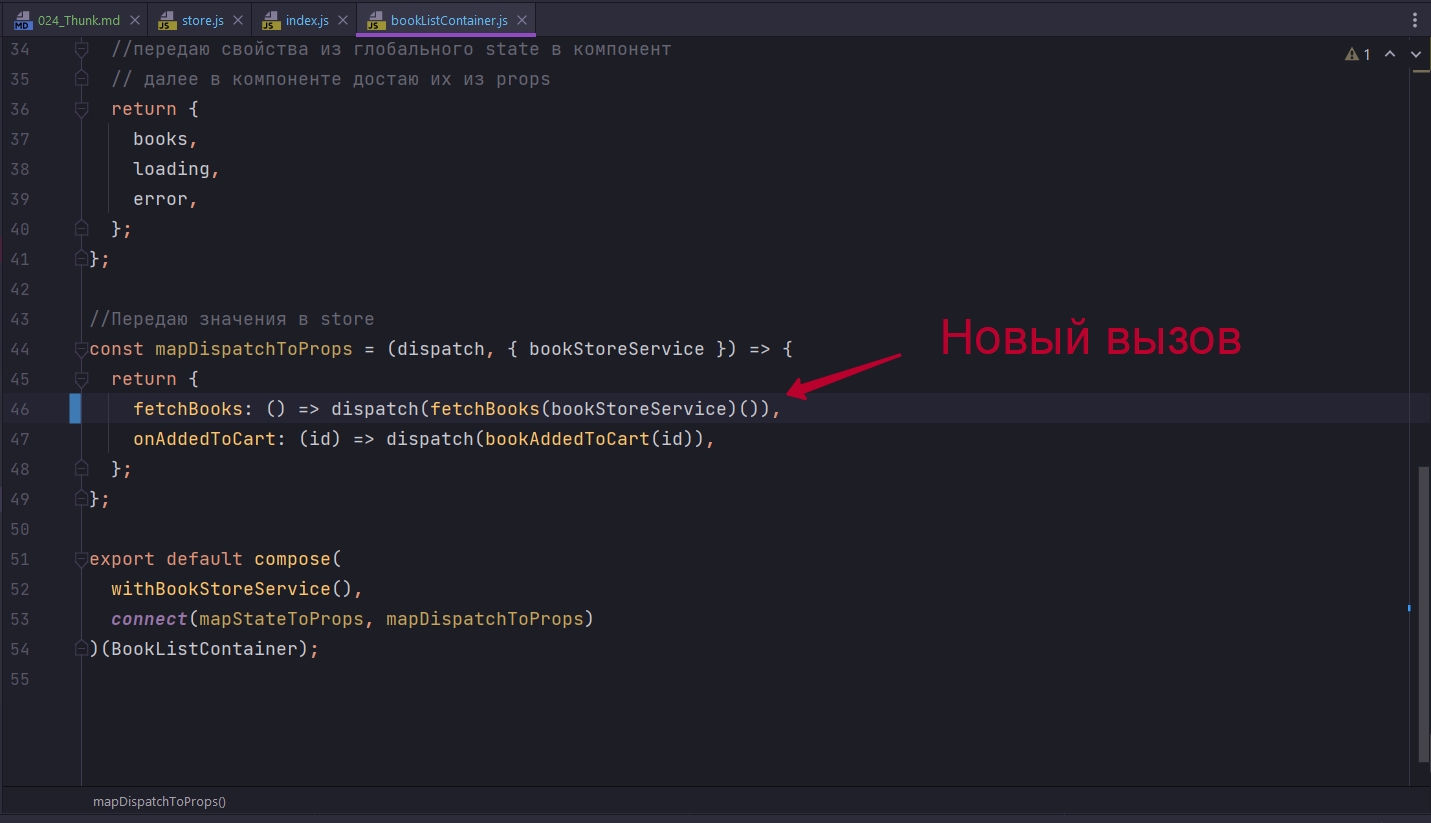 024_Thunk.md store.js index.js bookListContainer.js
34 //передаю свойства из глобального state в компонент
1
35 // далее в компоненте достаю их из props
36 return {
37 books,
38 loading,
39 error,
40 };
41 };
42
43 //Передаю значения в store
Новый вызов
44 const mapDispatchToProps = (dispatch, { bookStoreService }) => {
45 return {
46 fetchBooks: () => dispatch(fetchBooks(bookStoreService)()),
47 onAddedToCart: (id) => dispatch(bookAddedToCart(id)),
48 };
49 };
50
51 export default compose(
52 withBookStoreService(),
53 connect(mapStateToProps, mapDispatchToProps)
54 )(BookListContainer);
55
mapDispatchToProps()